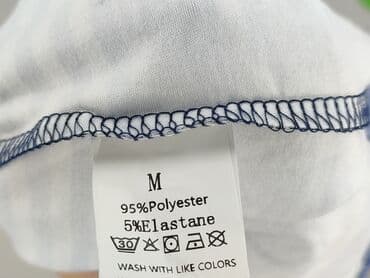 M
95%Polyester
5%Elastane
30
WASH WITH LIKE COLORS